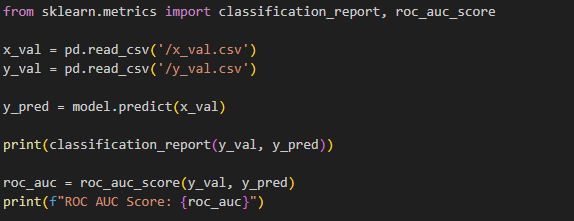 from sklearn.metrics import classification_report, roc_auc_score
x_val = pd.read_csv('/x_val.csv')
y_val = pd.read_csv('/y_val.csv')
y_pred = model.predict(x_val)
print(classification_report(y_val, y_pred))
roc_auc = roc_auc_score(y_val, y_pred)
print(f"ROC AUC Score: {roc_auc}")